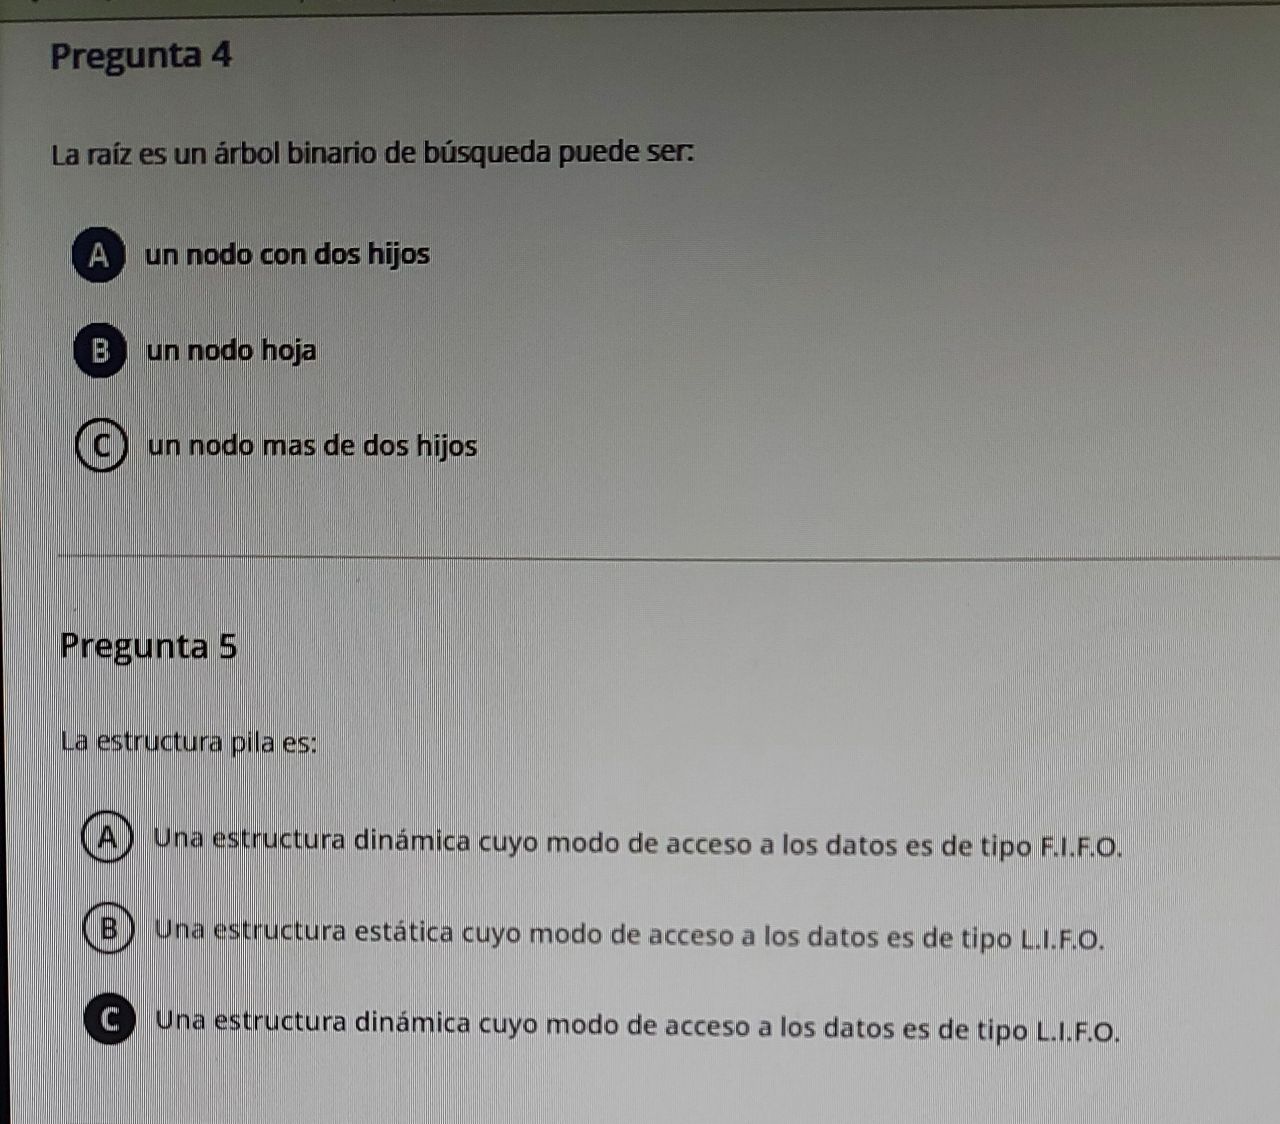 Pregunta 4
La raíz es un árbol binario de búsqueda puede ser:
A un nodo con dos hijos
B un nodo hoja
C un nodo mas de dos hijos
Pregunta 5
La estructura pila es:
A Una estructura dinámica cuyo modo de acceso a los datos es de tipo F.I.F.O.
B Una estructura estática cuyo modo de acceso a los datos es de tipo L.I.F.O.
C Una estructura dinámica cuyo modo de acceso a los datos es de tipo L.I.F.O.